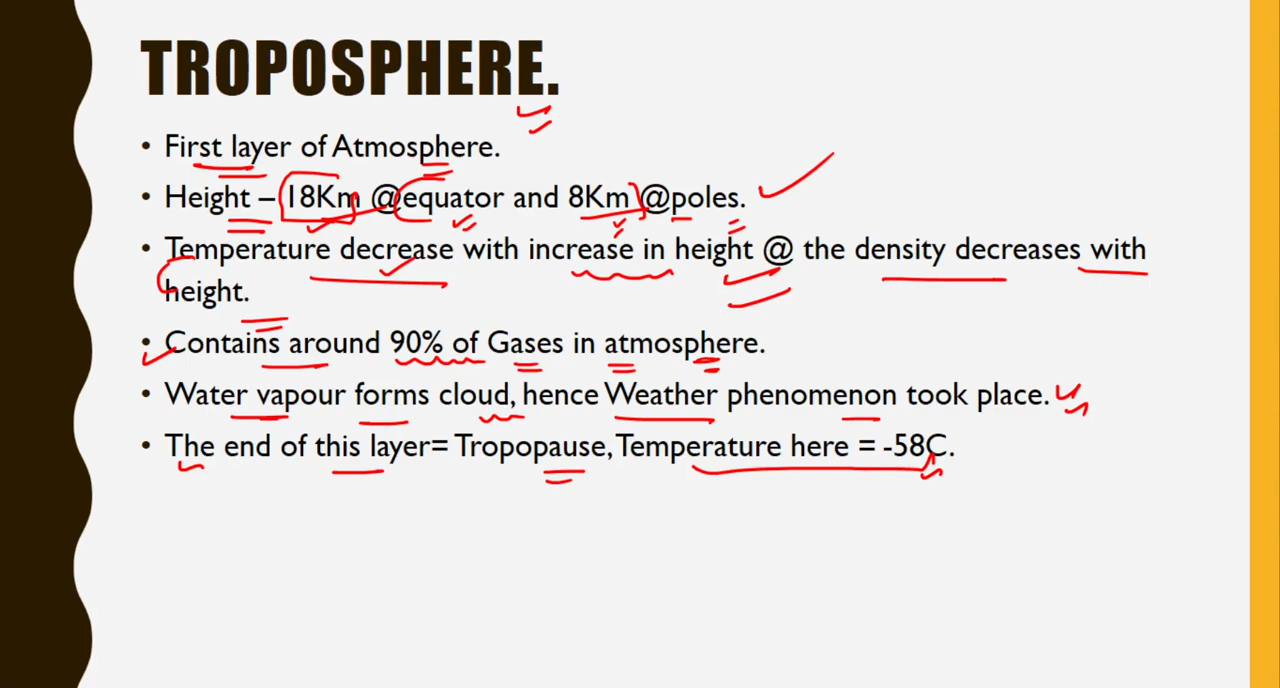 TROPOSPHERE.
• First layer of Atmosphere.
• Height – 18Km @equator and 8Km @poles.
• Temperature decrease with increase in height @ the density decreases with
height.
• Contains around 90% of Gases in atmosphere.
• Water vapour forms cloud, hence Weather phenomenon took place.
• The end of this layer= Tropopause, Temperature here = -58C.